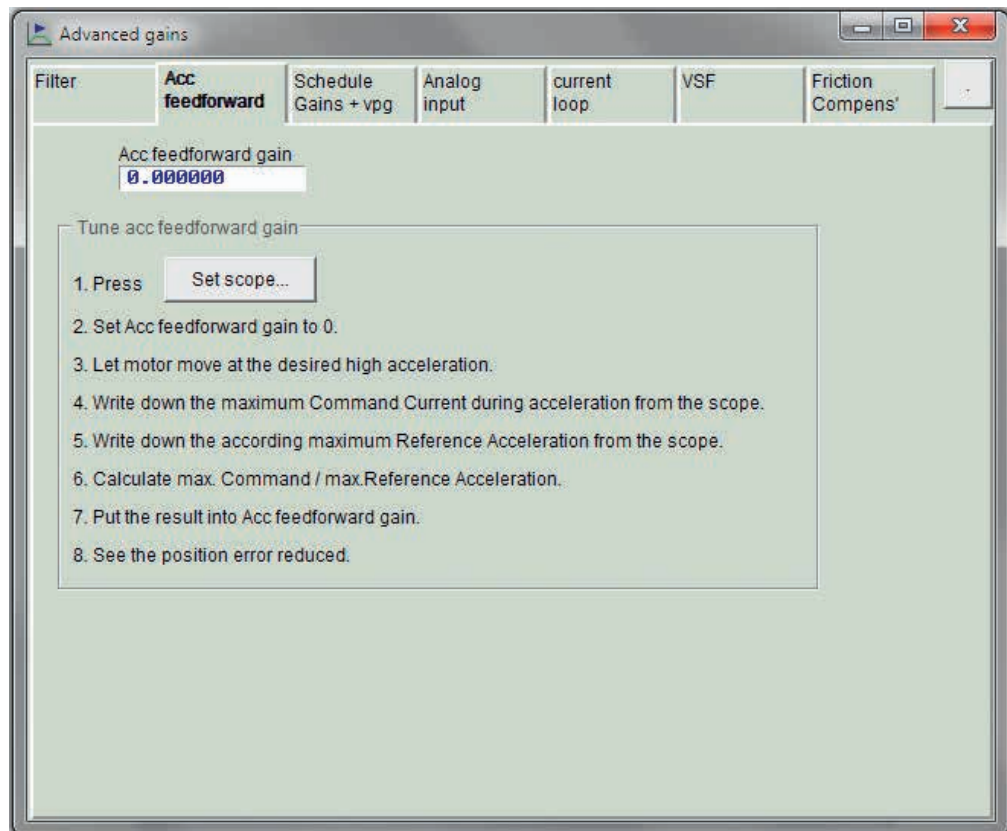 Advanced gains
Filter
Acc
feedforward
Schedule
Gains + vpg
Analog
input
current
loop
VSF
Friction
Compens'
.
Acc feedforward gain
0.000000
Tune acc feedforward gain
1. Press Set scope...
2. Set Acc feedforward gain to 0.
3. Let motor move at the desired high acceleration.
4. Write down the maximum Command Current during acceleration from the scope.
5. Write down the according maximum Reference Acceleration from the scope.
6. Calculate max. Command / max.Reference Acceleration.
7. Put the result into Acc feedforward gain.
8. See the position error reduced.